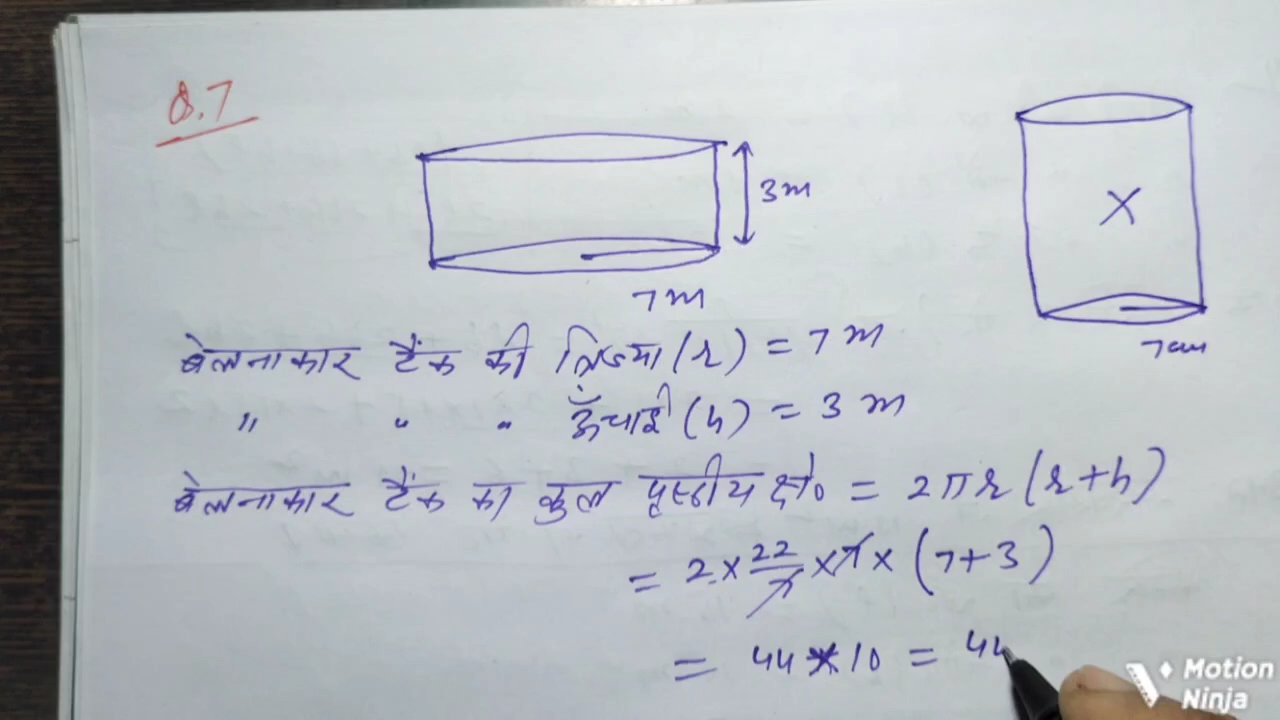 Q.7
3m
7m
X
7cm
बेलनाकार टैंक की त्रिज्या (r) = 7 m
" " " ऊँचाई (h) = 3 m
बेलनाकार टैंक का कुल पृष्ठीय क्षे० = 2πr (r+h)
= 2 × 22/7 × 7 × (7+3)
= 44 × 10 = 44
Motion
Ninja